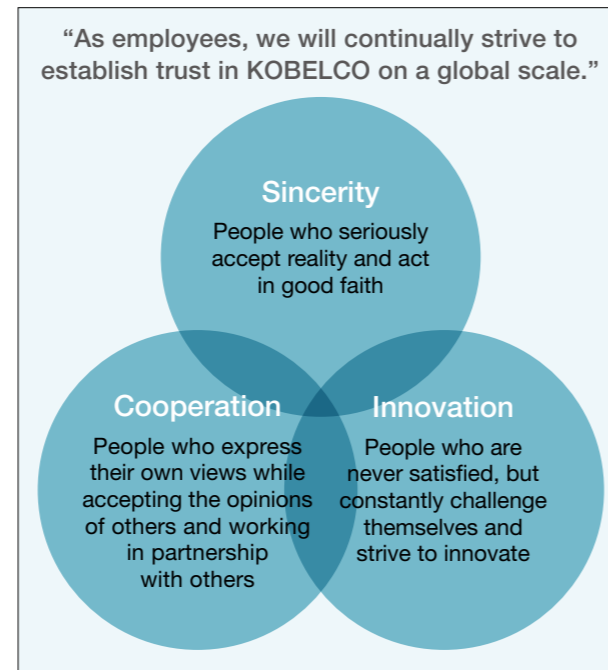 “As employees, we will continually strive to
establish trust in KOBELCO on a global scale.”
Sincerity
People who seriously
accept reality and act
in good faith
Cooperation
People who express
their own views while
accepting the opinions
of others and working
in partnership
with others
Innovation
People who are
never satisfied, but
constantly challenge
themselves and
strive to innovate